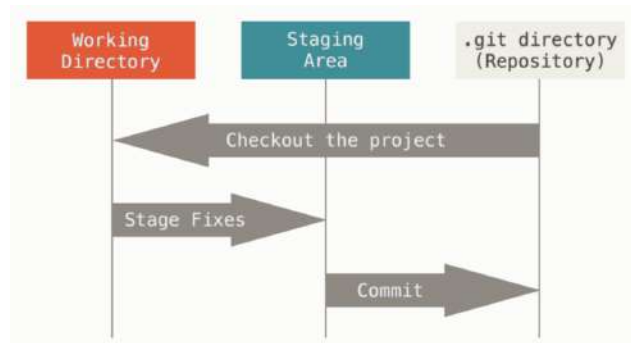 Working
Directory
Staging
Area
.git directory
(Repository)
Checkout the project
Stage Fixes
Commit